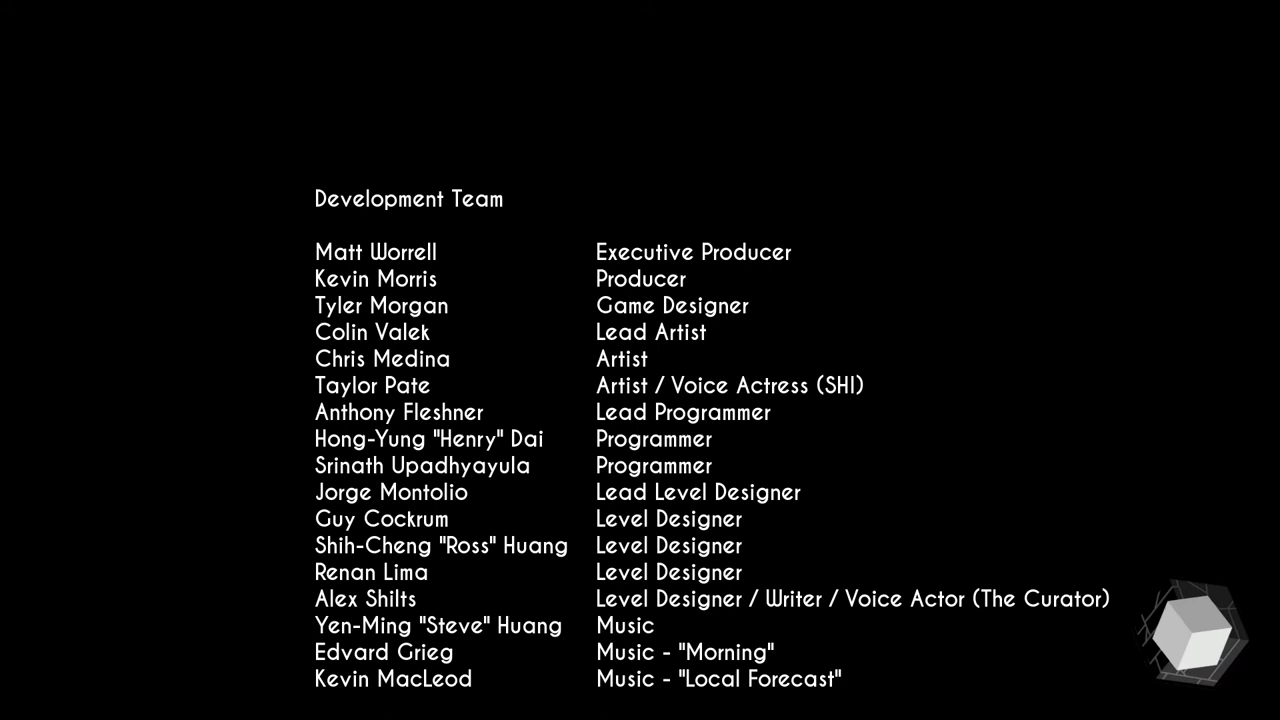 Development Team
Matt Worrell Executive Producer
Kevin Morris Producer
Tyler Morgan Game Designer
Colin Valek Lead Artist
Chris Medina Artist
Taylor Pate Artist / Voice Actress (SHI)
Anthony Fleshner Lead Programmer
Hong-Yung "Henry" Dai Programmer
Srinath Upadhyayula Programmer
Jorge Montolio Lead Level Designer
Guy Cockrum Level Designer
Shih-Cheng "Ross" Huang Level Designer
Renan Lima Level Designer
Alex Shilts Level Designer / Writer / Voice Actor (The Curator)
Yen-Ming "Steve" Huang Music
Edvard Grieg Music - "Morning"
Kevin MacLeod Music - "Local Forecast"